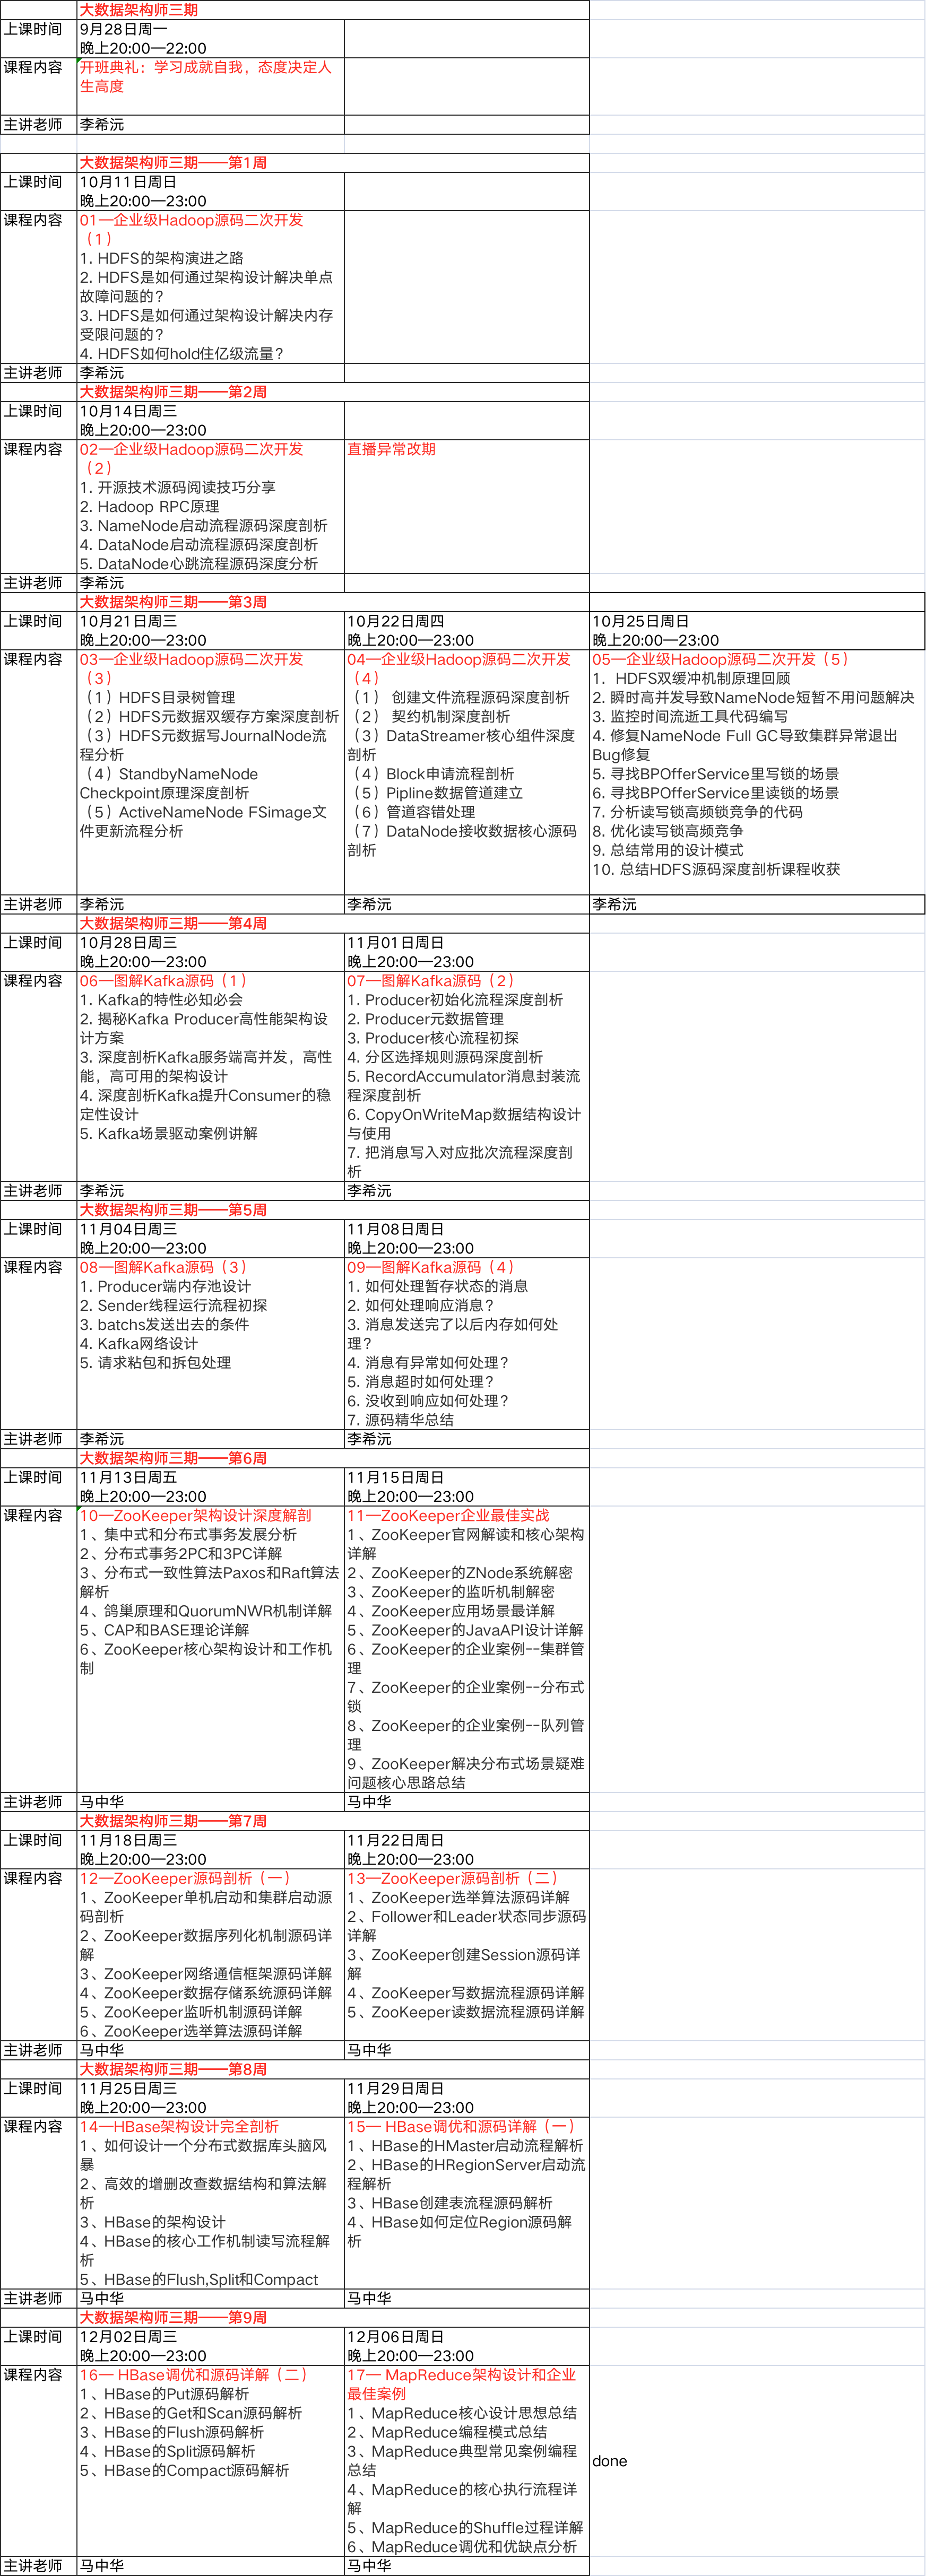 大数据架构师三期
上课时间
9月28日周一
晚上20:00—22:00
课程内容
开班典礼：学习成就自我，态度决定人
生高度
主讲老师
李希沅
大数据架构师三期——第1周
上课时间
10月11日周日
晚上20:00—23:00
课程内容
01—企业级Hadoop源码二次开发
（1）
1. HDFS的架构演进之路
2. HDFS是如何通过架构设计解决单点
故障问题的？
3. HDFS是如何通过架构设计解决内存
受限问题的？
4. HDFS如何hold住亿级流量？
主讲老师
李希沅
大数据架构师三期——第2周
上课时间
10月14日周三
晚上20:00—23:00
课程内容
02—企业级Hadoop源码二次开发
（2）
1. 开源技术源码阅读技巧分享
2. Hadoop RPC原理
3. NameNode启动流程源码深度剖析
4. DataNode启动流程源码深度剖析
5. DataNode心跳流程源码深度分析
直播异常改期
主讲老师
李希沅
大数据架构师三期——第3周
上课时间
10月21日周三
晚上20:00—23:00
10月22日周四
晚上20:00—23:00
10月25日周日
晚上20:00—23:00
课程内容
03—企业级Hadoop源码二次开发
（3）
（1）HDFS目录树管理
（2）HDFS元数据双缓存方案深度剖析
（3）HDFS元数据写JournalNode流
程分析
（4）StandbyNameNode
Checkpoint原理深度剖析
（5）ActiveNameNode FSimage文
件更新流程分析
04—企业级Hadoop源码二次开发
（4）
（1） 创建文件流程源码深度剖析
（2） 契约机制深度剖析
（3）DataStreamer核心组件深度
剖析
（4）Block申请流程剖析
（5）Pipline数据管道建立
（6）管道容错处理
（7）DataNode接收数据核心源码
剖析
05—企业级Hadoop源码二次开发（5）
1.  HDFS双缓冲机制原理回顾
2. 瞬时高并发导致NameNode短暂不用问题解决
3. 监控时间流逝工具代码编写
4. 修复NameNode Full GC导致集群异常退出
Bug修复
5. 寻找BPOfferService里写锁的场景
6. 寻找BPOfferService里读锁的场景
7. 分析读写锁高频锁竞争的代码
8. 优化读写锁高频竞争
9. 总结常用的设计模式
10. 总结HDFS源码深度剖析课程收获
主讲老师
李希沅
李希沅
李希沅
大数据架构师三期——第4周
上课时间
10月28日周三
晚上20:00—23:00
11月01日周日
晚上20:00—23:00
课程内容
06—图解Kafka源码（1）
1. Kafka的特性必知必会
2. 揭秘Kafka Producer高性能架构设
计方案
3. 深度剖析Kafka服务端高并发，高性
能，高可用的架构设计
4. 深度剖析Kafka提升Consumer的稳
定性设计
5. Kafka场景驱动案例讲解
07—图解Kafka源码（2）
1. Producer初始化流程深度剖析
2. Producer元数据管理
3. Producer核心流程初探
4. 分区选择规则源码深度剖析
5. RecordAccumulator消息封装流
程深度剖析
6. CopyOnWriteMap数据结构设计
与使用
7. 把消息写入对应批次流程深度剖
析
主讲老师
李希沅
李希沅
大数据架构师三期——第5周
上课时间
11月04日周三
晚上20:00—23:00
11月08日周日
晚上20:00—23:00
课程内容
08—图解Kafka源码（3）
1. Producer端内存池设计
2. Sender线程运行流程初探
3. batchs发送出去的条件
4. Kafka网络设计
5. 请求粘包和拆包处理
09—图解Kafka源码（4）
1. 如何处理暂存状态的消息
2. 如何处理响应消息？
3. 消息发送完了以后内存如何处
理？
4. 消息有异常如何处理？
5. 消息超时如何处理？
6. 没收到响应如何处理？
7. 源码精华总结
主讲老师
李希沅
李希沅
大数据架构师三期——第6周
上课时间
11月13日周五
晚上20:00—23:00
11月15日周日
晚上20:00—23:00
课程内容
10—ZooKeeper架构设计深度解剖
1、集中式和分布式事务发展分析
2、分布式事务2PC和3PC详解
3、分布式一致性算法Paxos和Raft算法
解析
4、鸽巢原理和QuorumNWR机制详解
5、CAP和BASE理论详解
6、ZooKeeper核心架构设计和工作机
制
11—ZooKeeper企业最佳实战
1、ZooKeeper官网解读和核心架构
详解
2、ZooKeeper的ZNode系统解密
3、ZooKeeper的监听机制解密
4、ZooKeeper应用场景最详解
5、ZooKeeper的JavaAPI设计详解
6、ZooKeeper的企业案例--集群管
理
7、ZooKeeper的企业案例--分布式
锁
8、ZooKeeper的企业案例--队列管
理
9、ZooKeeper解决分布式场景疑难
问题核心思路总结
主讲老师
马中华
马中华
大数据架构师三期——第7周
上课时间
11月18日周三
晚上20:00—23:00
11月22日周日
晚上20:00—23:00
课程内容
12—ZooKeeper源码剖析（一）
1、ZooKeeper单机启动和集群启动源
码剖析
2、ZooKeeper数据序列化机制源码详
解
3、ZooKeeper网络通信框架源码详解
4、ZooKeeper数据存储系统源码详解
5、ZooKeeper监听机制源码详解
6、ZooKeeper选举算法源码详解
13—ZooKeeper源码剖析（二）
1、ZooKeeper选举算法源码详解
2、Follower和Leader状态同步源码
详解
3、ZooKeeper创建Session源码详
解
4、ZooKeeper写数据流程源码详解
5、ZooKeeper读数据流程源码详解
主讲老师
马中华
马中华
大数据架构师三期——第8周
上课时间
11月25日周三
晚上20:00—23:00
11月29日周日
晚上20:00—23:00
课程内容
14—HBase架构设计完全剖析
1、如何设计一个分布式数据库头脑风
暴
2、高效的增删改查数据结构和算法解
析
3、HBase的架构设计
4、HBase的核心工作机制读写流程解
析
5、HBase的Flush,Split和Compact
15— HBase调优和源码详解（一）
1、HBase的HMaster启动流程解析
2、HBase的HRegionServer启动流
程解析
3、HBase创建表流程源码解析
4、HBase如何定位Region源码解
析
主讲老师
马中华
马中华
大数据架构师三期——第9周
上课时间
12月02日周三
晚上20:00—23:00
12月06日周日
晚上20:00—23:00
课程内容
16— HBase调优和源码详解（二）
1、HBase的Put源码解析
2、HBase的Get和Scan源码解析
3、HBase的Flush源码解析
4、HBase的Split源码解析
5、HBase的Compact源码解析
17— MapReduce架构设计和企业
最佳案例
1、MapReduce核心设计思想总结
2、MapReduce编程模式总结
3、MapReduce典型常见案例编程
总结
4、MapReduce的核心执行流程详
解
5、MapReduce的Shuffle过程详解
6、MapReduce调优和优缺点分析
done
主讲老师
马中华
马中华